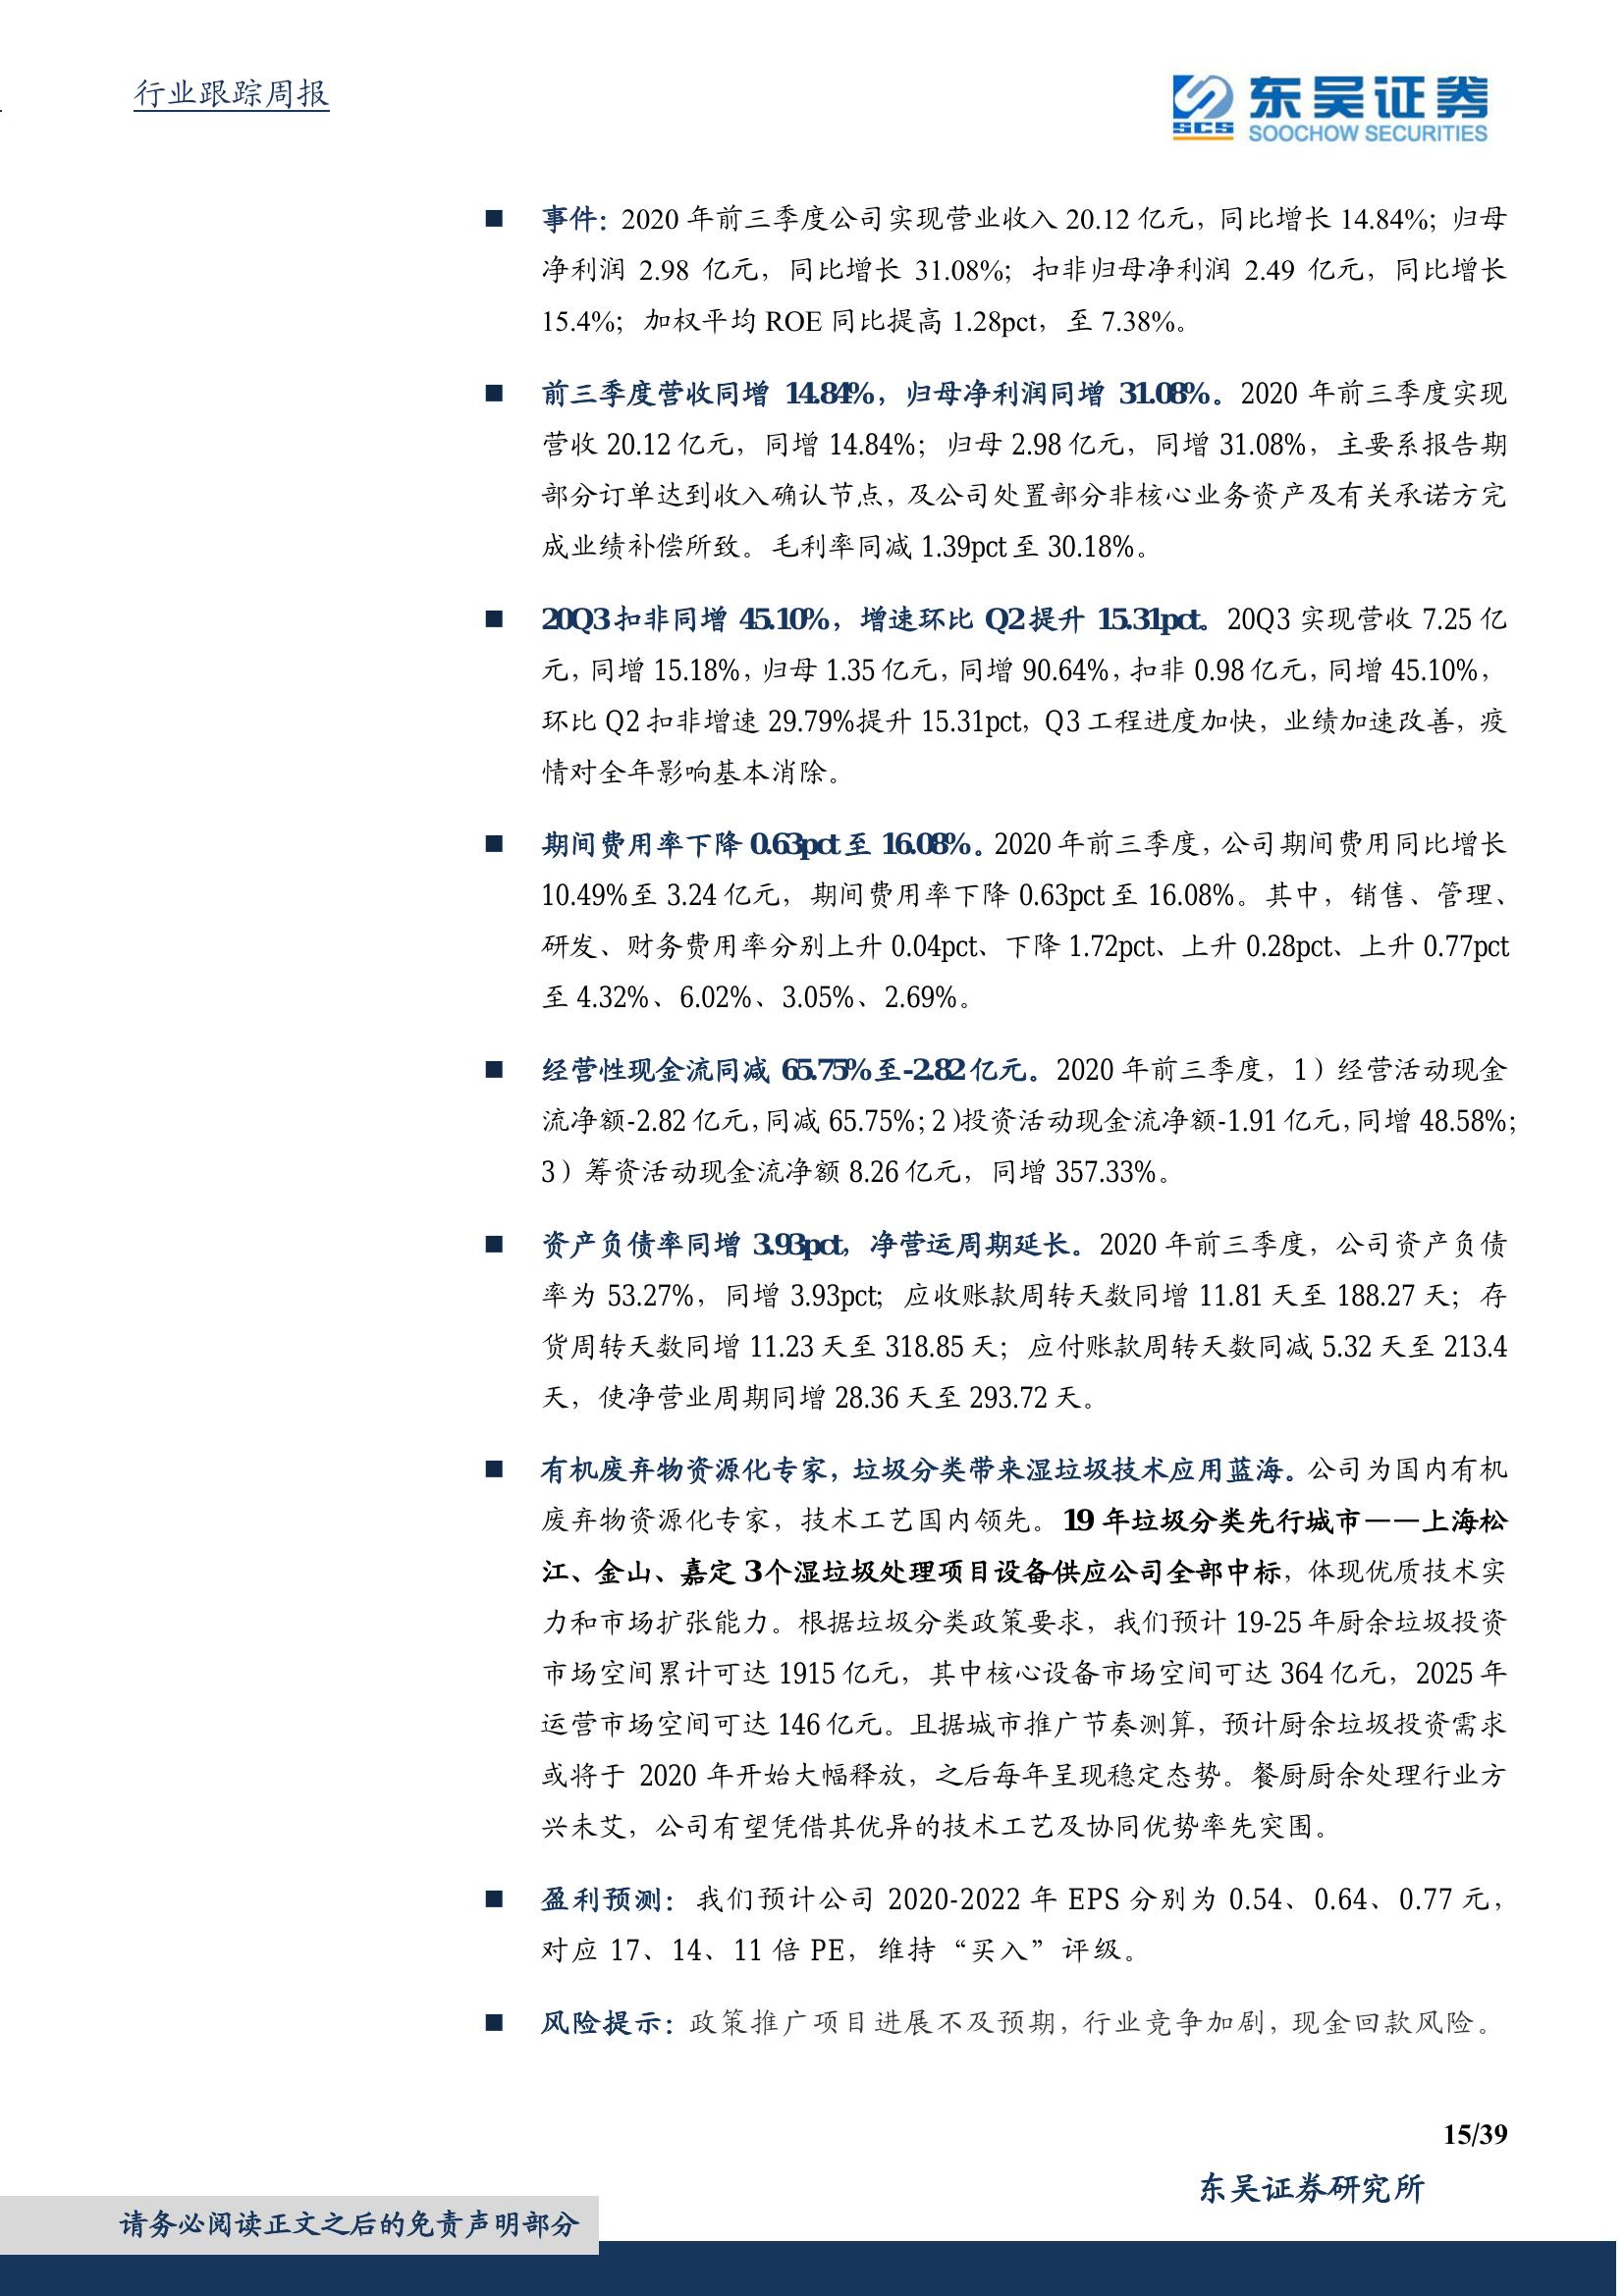 行业跟踪周报
东吴证券
SCS
SOOCHOW SECURITIES
■ 事件：2020 年前三季度公司实现营业收入 20.12 亿元，同比增长 14.84%；归母
净利润 2.98 亿元，同比增长 31.08%；扣非归母净利润 2.49 亿元，同比增长
15.4%；加权平均 ROE 同比提高 1.28pct，至 7.38%。
■ 前三季度营收同增 14.84%，归母净利润同增 31.08%。2020 年前三季度实现
营收 20.12 亿元，同增 14.84%；归母 2.98 亿元，同增 31.08%，主要系报告期
部分订单达到收入确认节点，及公司处置部分非核心业务资产及有关承诺方完
成业绩补偿所致。毛利率同减 1.39pct 至 30.18%。
■ 20Q3 扣非同增 45.10%，增速环比 Q2 提升 15.31pct。20Q3 实现营收 7.25 亿
元，同增 15.18%，归母 1.35 亿元，同增 90.64%，扣非 0.98 亿元，同增 45.10%，
环比 Q2 扣非增速 29.79%提升 15.31pct，Q3 工程进度加快，业绩加速改善，疫
情对全年影响基本消除。
■ 期间费用率下降 0.63pct 至 16.08%。2020 年前三季度，公司期间费用同比增长
10.49%至 3.24 亿元，期间费用率下降 0.63pct 至 16.08%。其中，销售、管理、
研发、财务费用率分别上升 0.04pct、下降 1.72pct、上升 0.28pct、上升 0.77pct
至 4.32%、6.02%、3.05%、2.69%。
■ 经营性现金流同减 65.75%至-2.82 亿元。2020 年前三季度，1）经营活动现金
流净额-2.82 亿元，同减 65.75%；2）投资活动现金流净额-1.91 亿元，同增 48.58%；
3）筹资活动现金流净额 8.26 亿元，同增 357.33%。
■ 资产负债率同增 3.93pct，净营运周期延长。2020 年前三季度，公司资产负债
率为 53.27%，同增 3.93pct；应收账款周转天数同增 11.81 天至 188.27 天；存
货周转天数同增 11.23 天至 318.85 天；应付账款周转天数同减 5.32 天至 213.4
天，使净营业周期同增 28.36 天至 293.72 天。
■ 有机废弃物资源化专家，垃圾分类带来湿垃圾技术应用蓝海。公司为国内有机
废弃物资源化专家，技术工艺国内领先。19 年垃圾分类先行城市——上海松
江、金山、嘉定 3 个湿垃圾处理项目设备供应公司全部中标，体现优质技术实
力和市场扩张能力。根据垃圾分类政策要求，我们预计 19-25 年厨余垃圾投资
市场空间累计可达 1915 亿元，其中核心设备市场空间可达 364 亿元，2025 年
运营市场空间可达 146 亿元。且据城市推广节奏测算，预计厨余垃圾投资需求
或将于 2020 年开始大幅释放，之后每年呈现稳定态势。餐厨厨余处理行业方
兴未艾，公司有望凭借其优异的技术工艺及协同优势率先突围。
■ 盈利预测：我们预计公司 2020-2022 年 EPS 分别为 0.54、0.64、0.77 元，
对应 17、14、11 倍 PE，维持“买入”评级。
■ 风险提示：政策推广项目进展不及预期，行业竞争加剧，现金回款风险。
15/39
东吴证券研究所
请务必阅读正文之后的免责声明部分